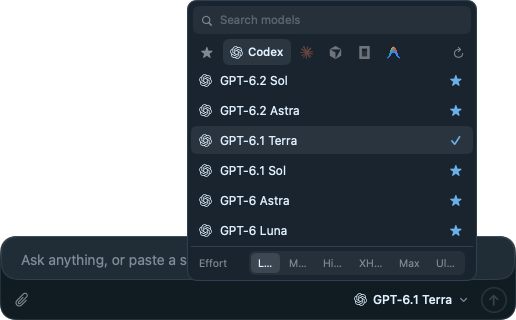 Search models
Codex
GPT-6.2 Sol
GPT-6.2 Astra
GPT-6.1 Terra
GPT-6.1 Sol
GPT-6 Astra
GPT-6 Luna
Effort L... M... Hi... XH... Max Ul...
Ask anything, or paste a s
GPT-6.1 Terra